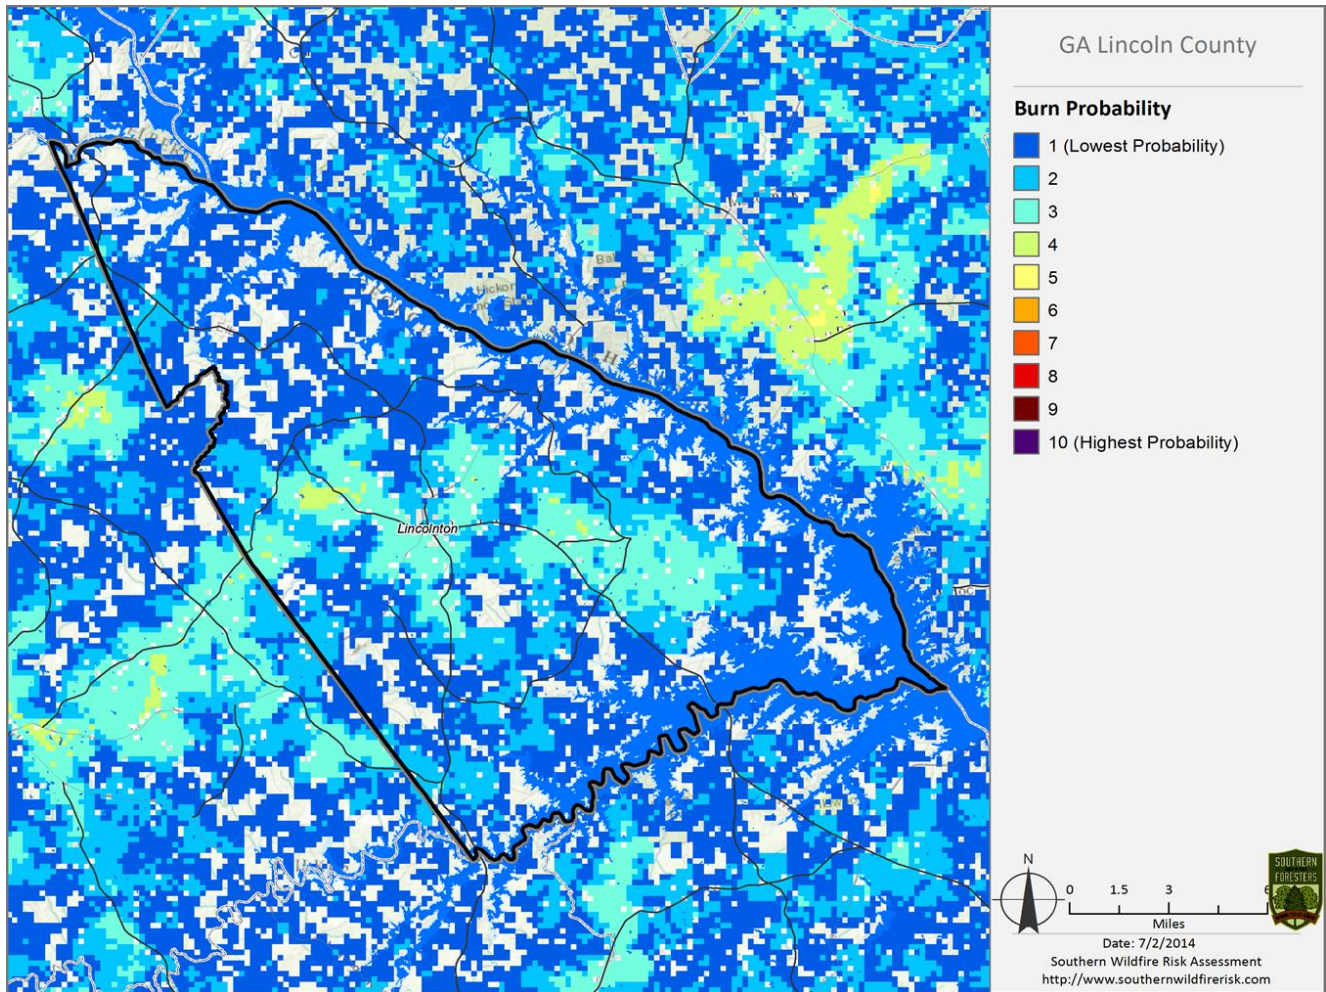 GA Lincoln County
Burn Probability
1 (Lowest Probability)
2
3
4
5
6
7
8
9
10 (Highest Probability)
Lincolnton
N
0 1.5 3 6
Miles
SOUTHERN
FORESTERS
Date: 7/2/2014
Southern Wildfire Risk Assessment
http://www.southernwildfirerisk.com